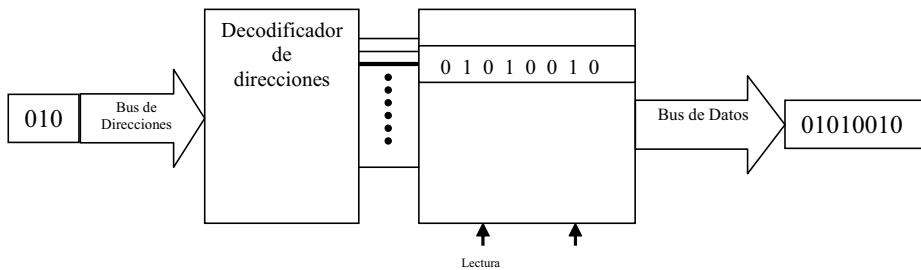 Decodificador
de
direcciones
0 1 0 1 0 0 1 0
010
Bus de
Direcciones
Bus de Datos
01010010
Lectura